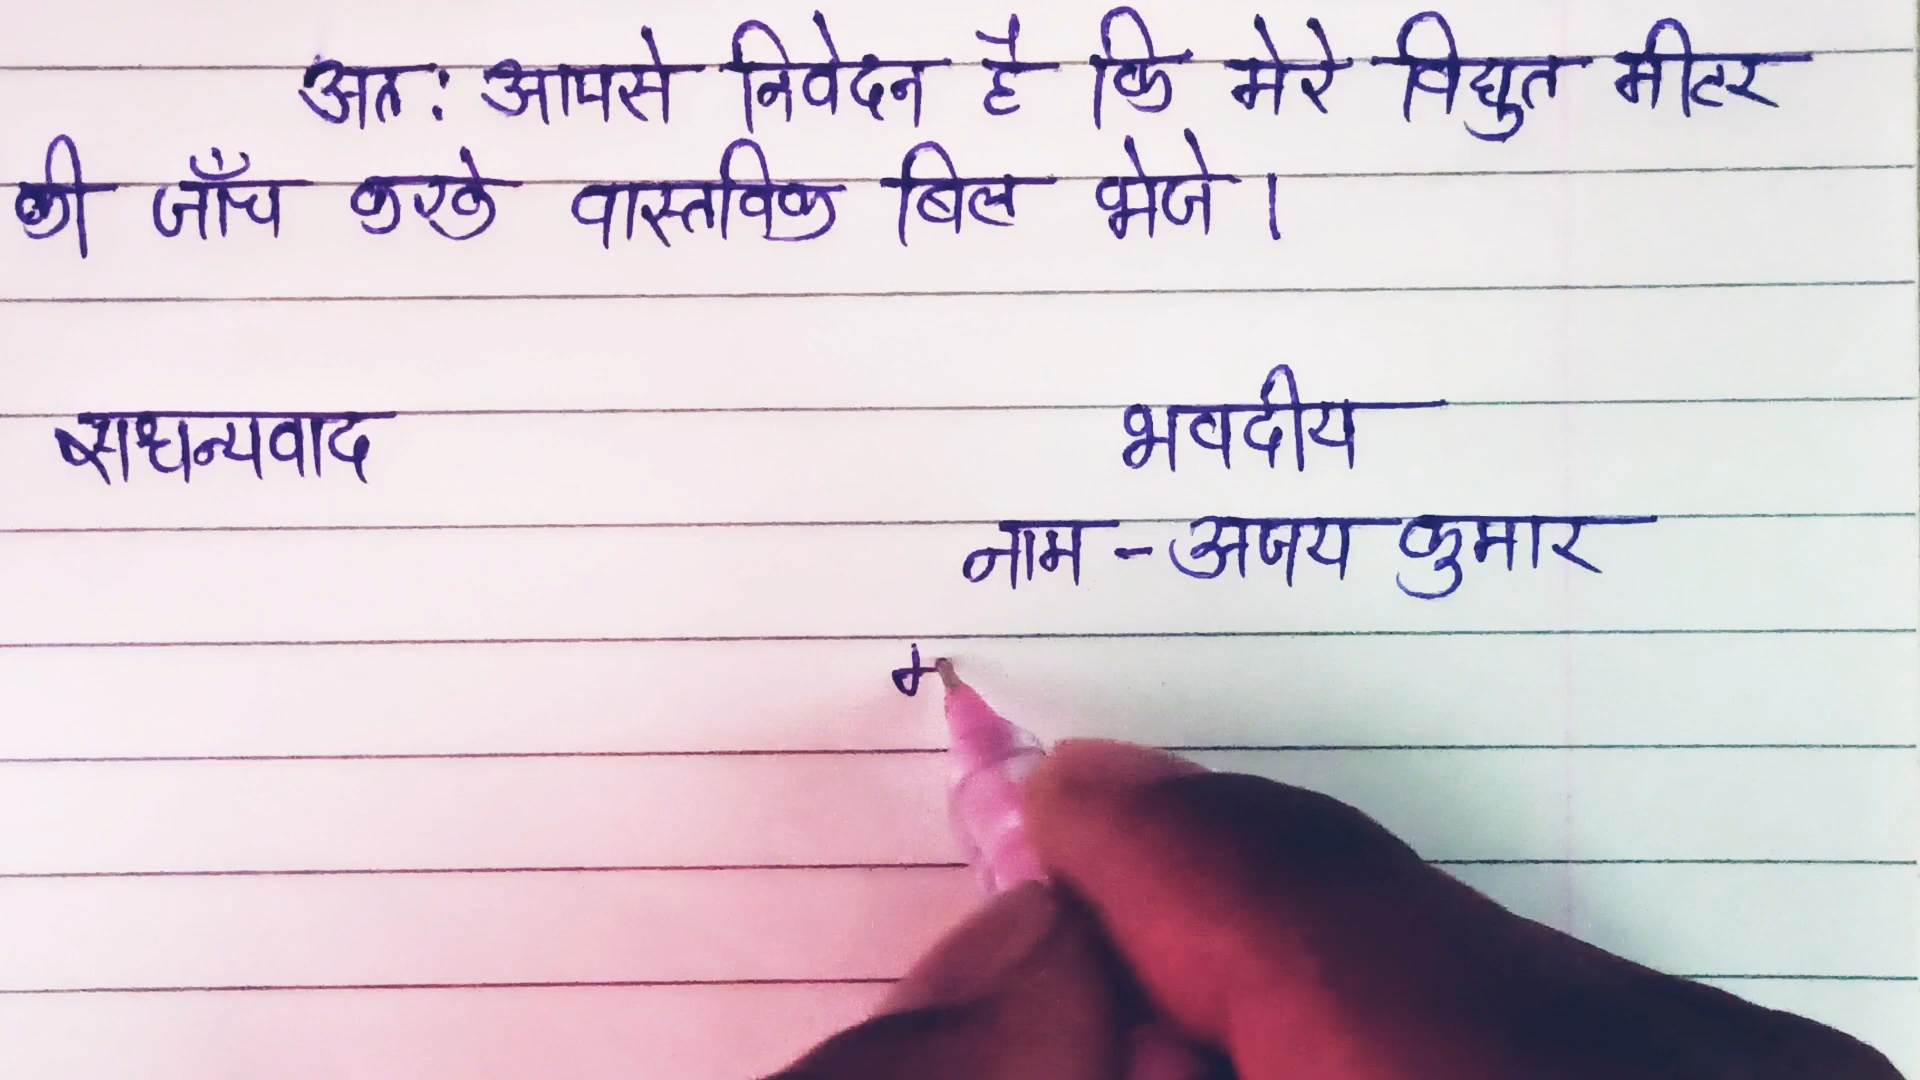 अतः आपसे निवेदन है कि मेरे विद्युत मीटर
की जाँच करके वास्तविक बिल भेजे।
सधन्यवाद
भवदीय
नाम - अजय कुमार